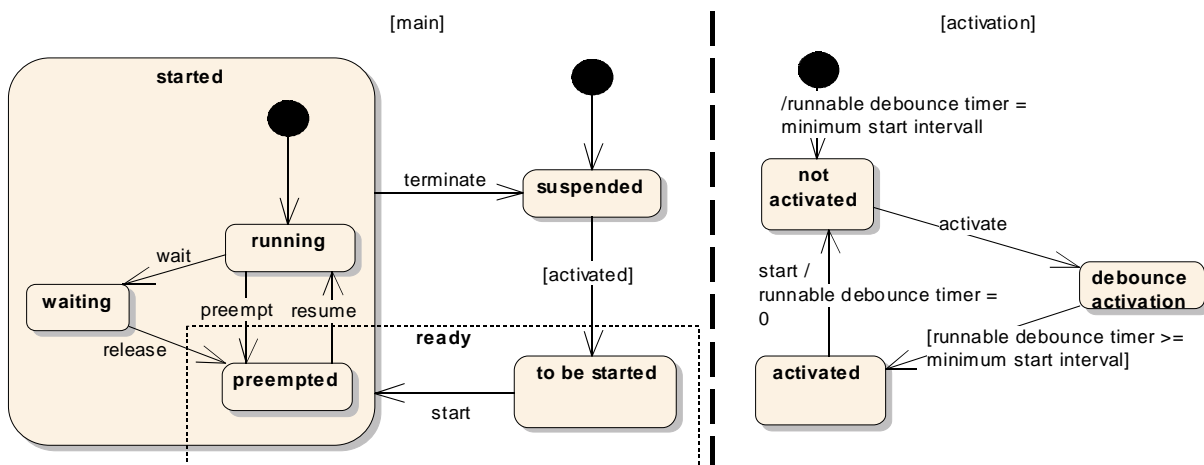 [main]
[activation]
started
/runnable debounce timer =
minimum start intervall
terminate
suspended
not
activated
running
activate
wait
[activated]
start /
runnable debounce timer =
0
debounce
activation
waiting
preempt
resume
release
ready
[runnable debounce timer >=
minimum start interval]
preempted
to be started
activated
start